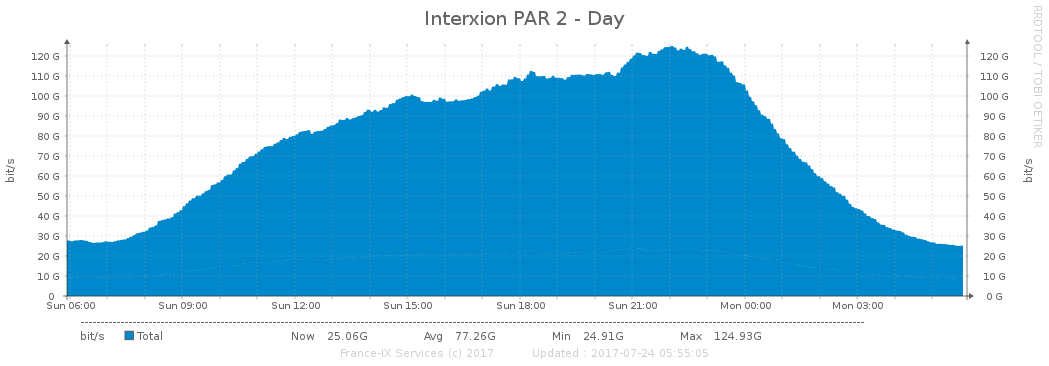 Interxion PAR 2 - Day
RRDTOOL / TOBI OETIKER
bit/s
120 G
110 G
100 G
90 G
80 G
70 G
60 G
50 G
40 G
30 G
20 G
10 G
0
120 G
110 G
100 G
90 G
80 G
70 G
60 G
50 G
40 G
30 G
20 G
10 G
0 G
bit/s
Sun 06:00 Sun 09:00 Sun 12:00 Sun 15:00 Sun 18:00 Sun 21:00 Mon 00:00 Mon 03:00
bit/s Total Now 25.06G Avg 77.26G Min 24.91G Max 124.93G
France-IX Services (c) 2017 Updated : 2017-07-24 05:55:05